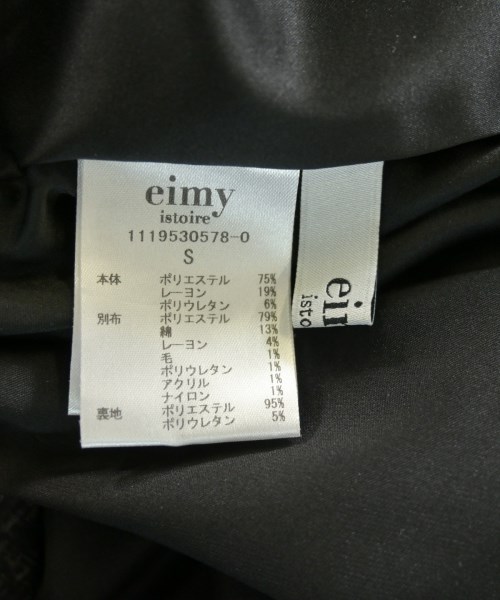 eimy
istoire
1119530578-0
S
本体 ポリエステル 75%
レーヨン 19%
ポリウレタン 6%
別布 ポリエステル 79%
綿 13%
レーヨン 4%
毛 1%
ポリウレタン 1%
アクリル 1%
ナイロン 1%
裏地 ポリエステル 95%
ポリウレタン 5%